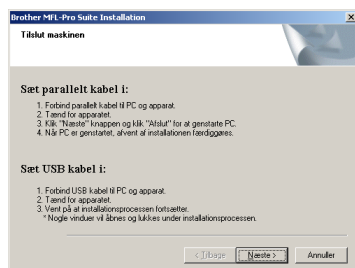 Brother MFL-Pro Suite Installation
Tilslut maskinen
Sæt parallelt kabel i:
1. Forbind parallelt kabel til PC og apparat.
2. Tænd for apparatet.
3. Klik "Næste" knappen og klik "Afslut" for at genstarte PC.
4. Når PC er genstartet, afvent af installationen færdiggøres.
Sæt USB kabel i:
1. Forbind USB kabel til PC og apparat.
2. Tænd for apparatet.
3. Vent på at installationsprocessen fortsætter.
* Nogle vinduer vil åbnes og lukkes under installationsprocessen.
< Tilbage
Næste >
Annuller